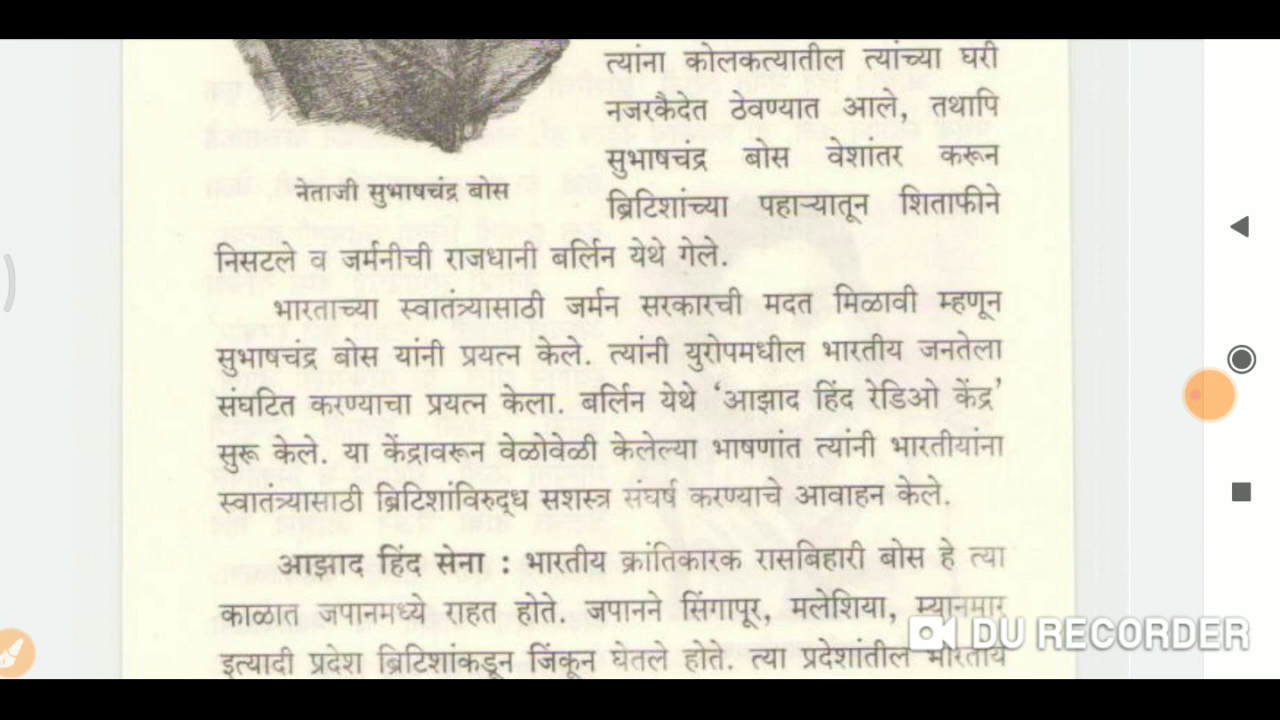 त्यांना कोलकत्यातील त्यांच्या घरी
नजरकैदेत ठेवण्यात आले, तथापि
सुभाषचंद्र बोस वेशांतर करून
ब्रिटिशांच्या पहाऱ्यातून शिताफीने
नेताजी सुभाषचंद्र बोस
निसटले व जर्मनीची राजधानी बर्लिन येथे गेले.
भारताच्या स्वातंत्र्यासाठी जर्मन सरकारची मदत मिळावी म्हणून
सुभाषचंद्र बोस यांनी प्रयत्न केले. त्यांनी युरोपमधील भारतीय जनतेला
संघटित करण्याचा प्रयत्न केला. बर्लिन येथे ‘आझाद हिंद रेडिओ केंद्र’
सुरू केले. या केंद्रावरून वेळोवेळी केलेल्या भाषणांत त्यांनी भारतीयांना
स्वातंत्र्यासाठी ब्रिटिशांविरुद्ध सशस्त्र संघर्ष करण्याचे आवाहन केले.
आझाद हिंद सेना : भारतीय क्रांतिकारक रासबिहारी बोस हे त्या
काळात जपानमध्ये राहत होते. जपानने सिंगापूर, मलेशिया, म्यानमार
इत्यादी प्रदेश ब्रिटिशांकडून जिंकून घेतले होते. त्या प्रदेशांतील भारतीय
DU RECORDER